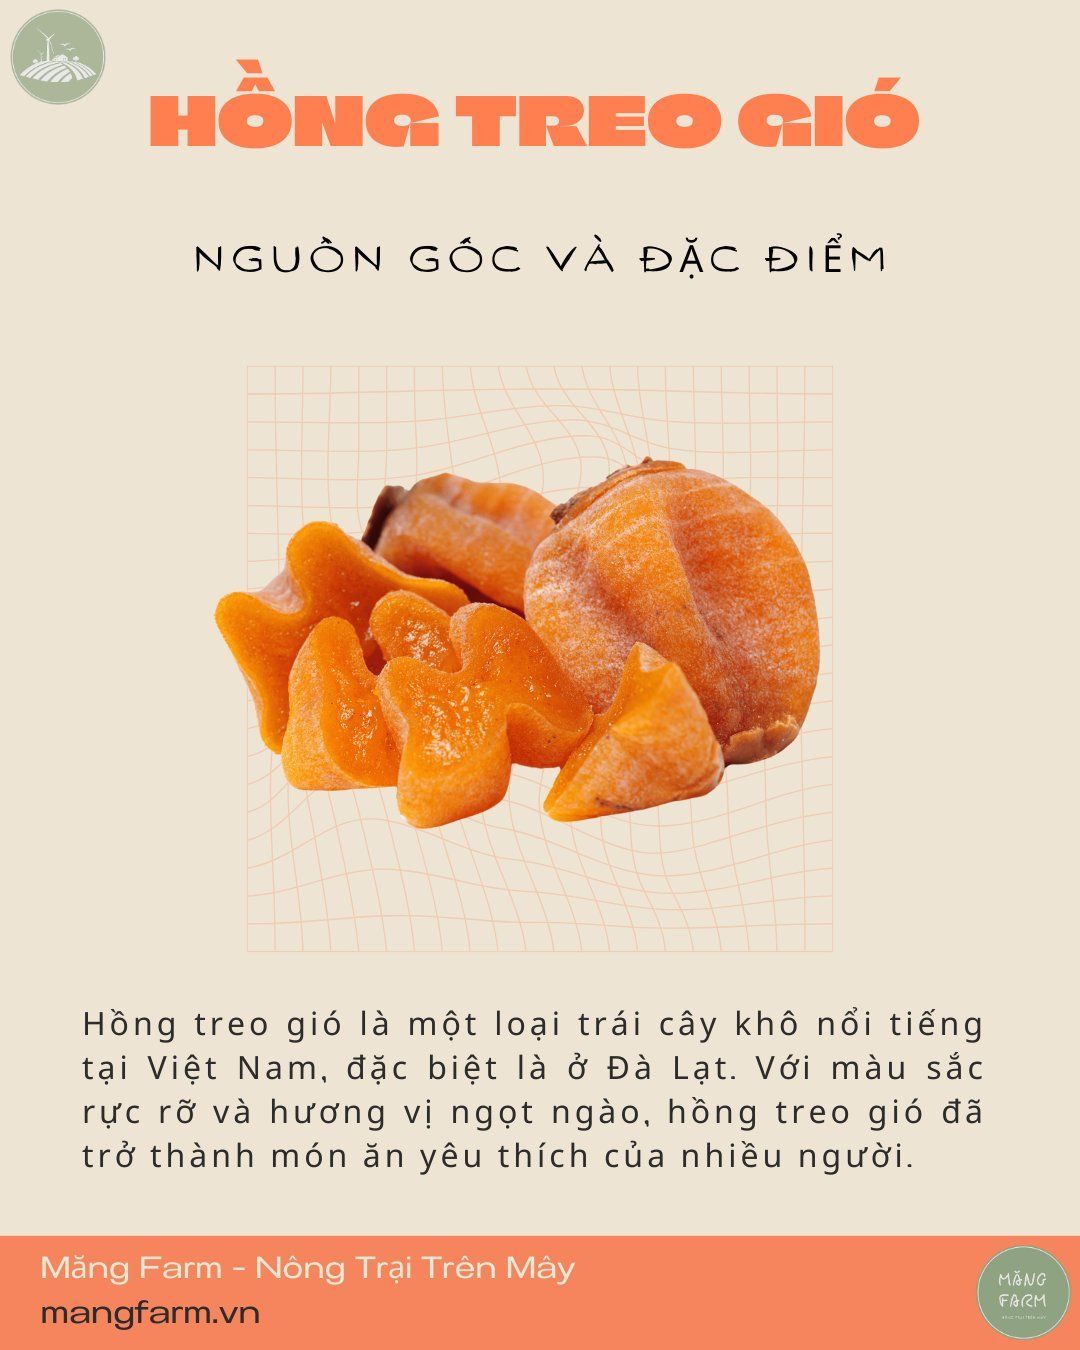 HỒNG TREO GIÓ
NGUỒN GỐC VÀ ĐẶC ĐIỂM
Hồng treo gió là một loại trái cây khô nổi tiếng
tại Việt Nam, đặc biệt là ở Đà Lạt. Với màu sắc
rực rỡ và hương vị ngọt ngào, hồng treo gió đã
trở thành món ăn yêu thích của nhiều người.
Măng Farm - Nông Trại Trên Mây
mangfarm.vn
MĂNG
FARM